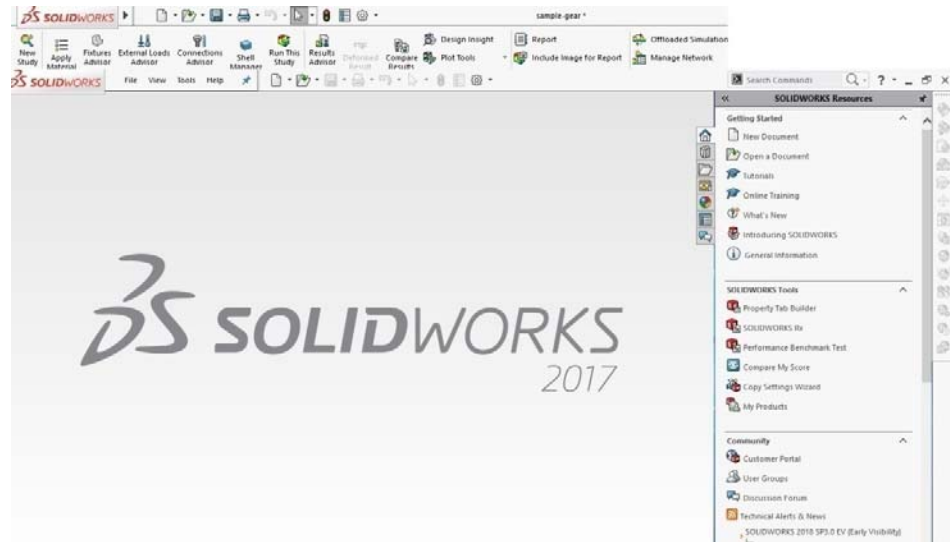 SOLIDWORKS
sample-gear *
New Study
Apply Material
Fixtures Advisor
External Loads Advisor
Connections Advisor
Shell Manager
Run This Study
Results Advisor
Deformed Result
Compare Results
Design Insight
Plot Tools
Report
Include Image for Report
Offloaded Simulation
Manage Network
SOLIDWORKS
File View Tools Help
Search Commands
SOLIDWORKS Resources
Getting Started
New Document
Open a Document
Tutorials
Online Training
What's New
Introducing SOLIDWORKS
General Information
SOLIDWORKS Tools
Property Tab Builder
SOLIDWORKS Rx
Performance Benchmark Test
Compare My Score
Copy Settings Wizard
My Products
Community
Customer Portal
User Groups
Discussion Forum
Technical Alerts & News
SOLIDWORKS 2018 SP3.0 EV (Early Visibility)
SOLIDWORKS
2017